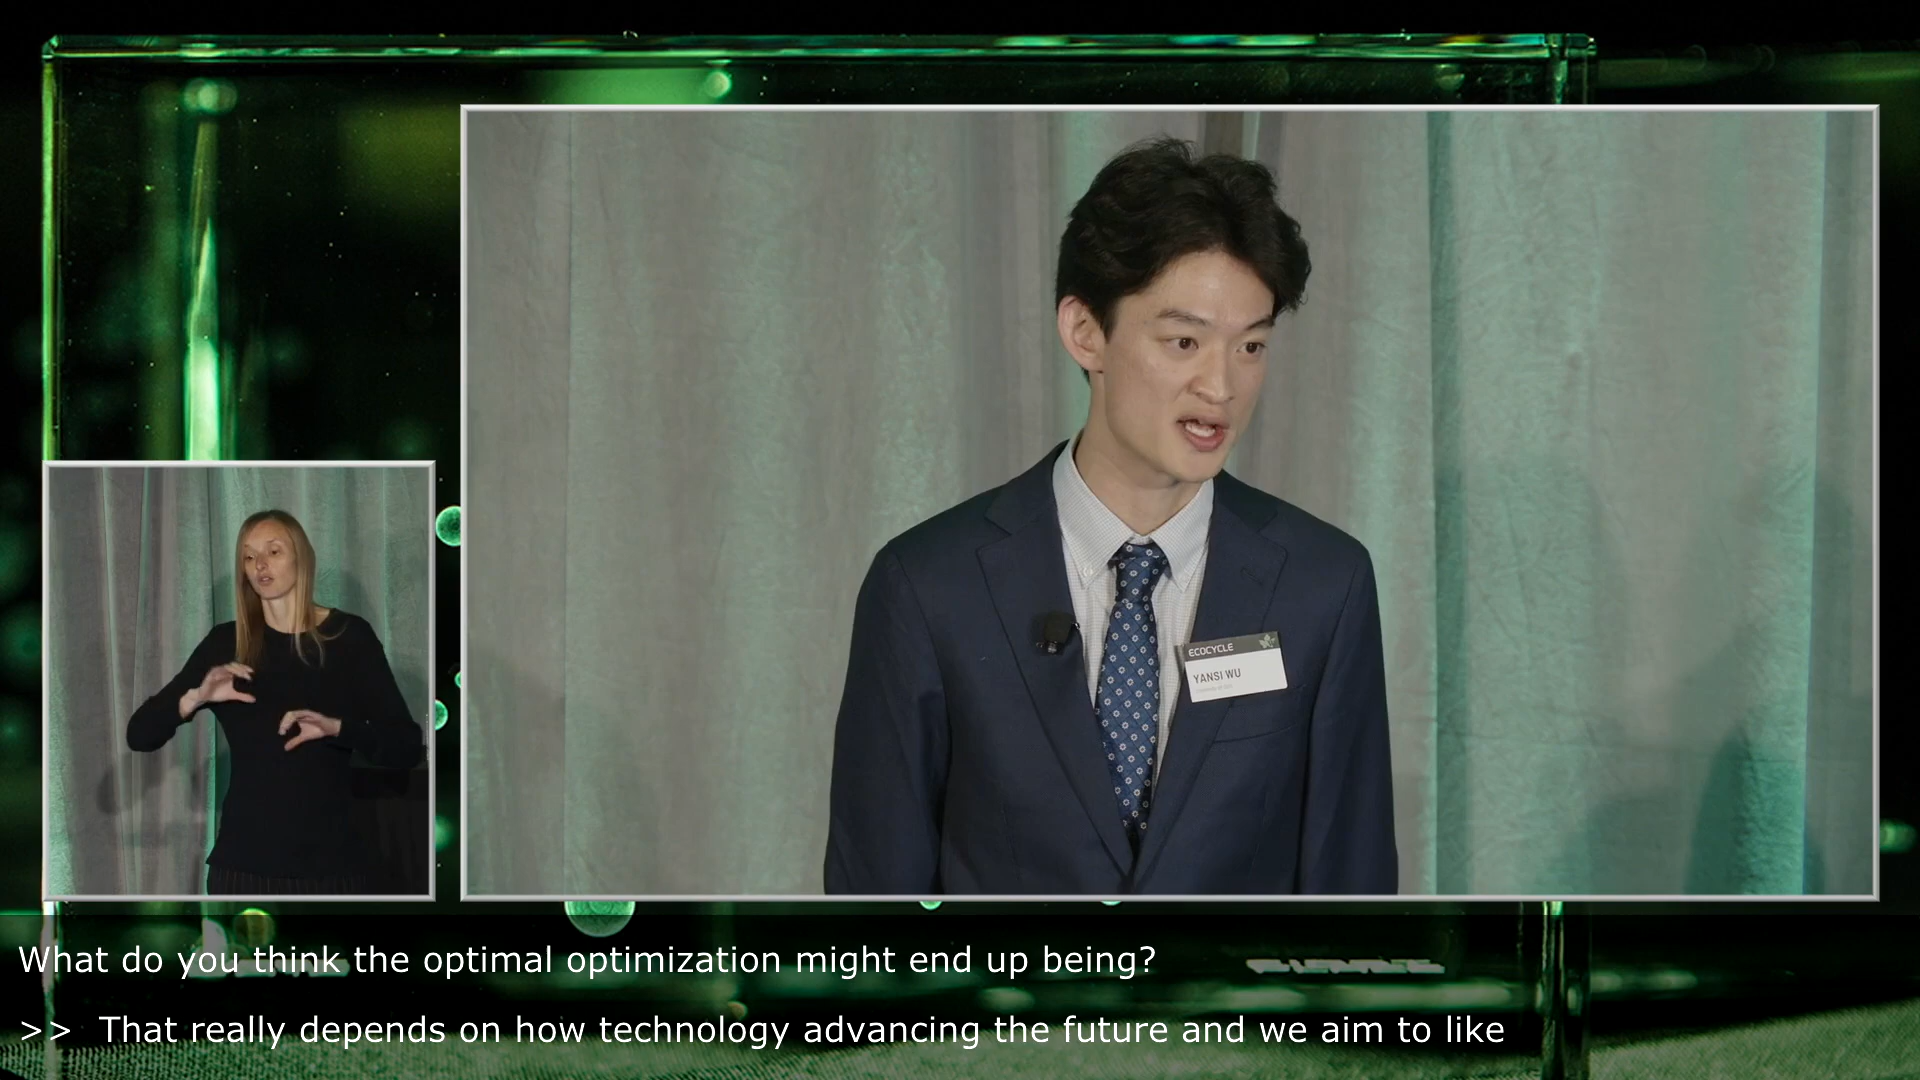 ECOCYCLE
YANSI WU
What do you think the optimal optimization might end up being?
>> That really depends on how technology advancing the future and we aim to like